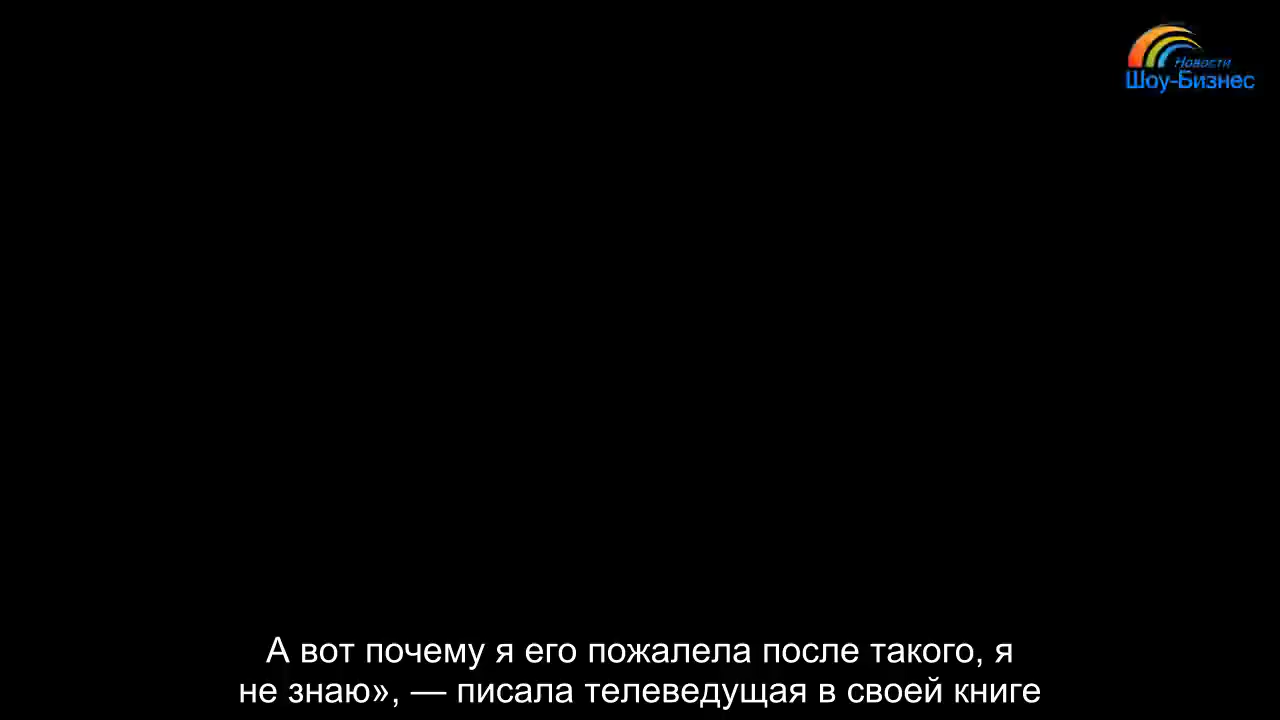 Новости
Шоу-Бизнес
А вот почему я его пожалела после такого, я
не знаю», — писала телеведущая в своей книге